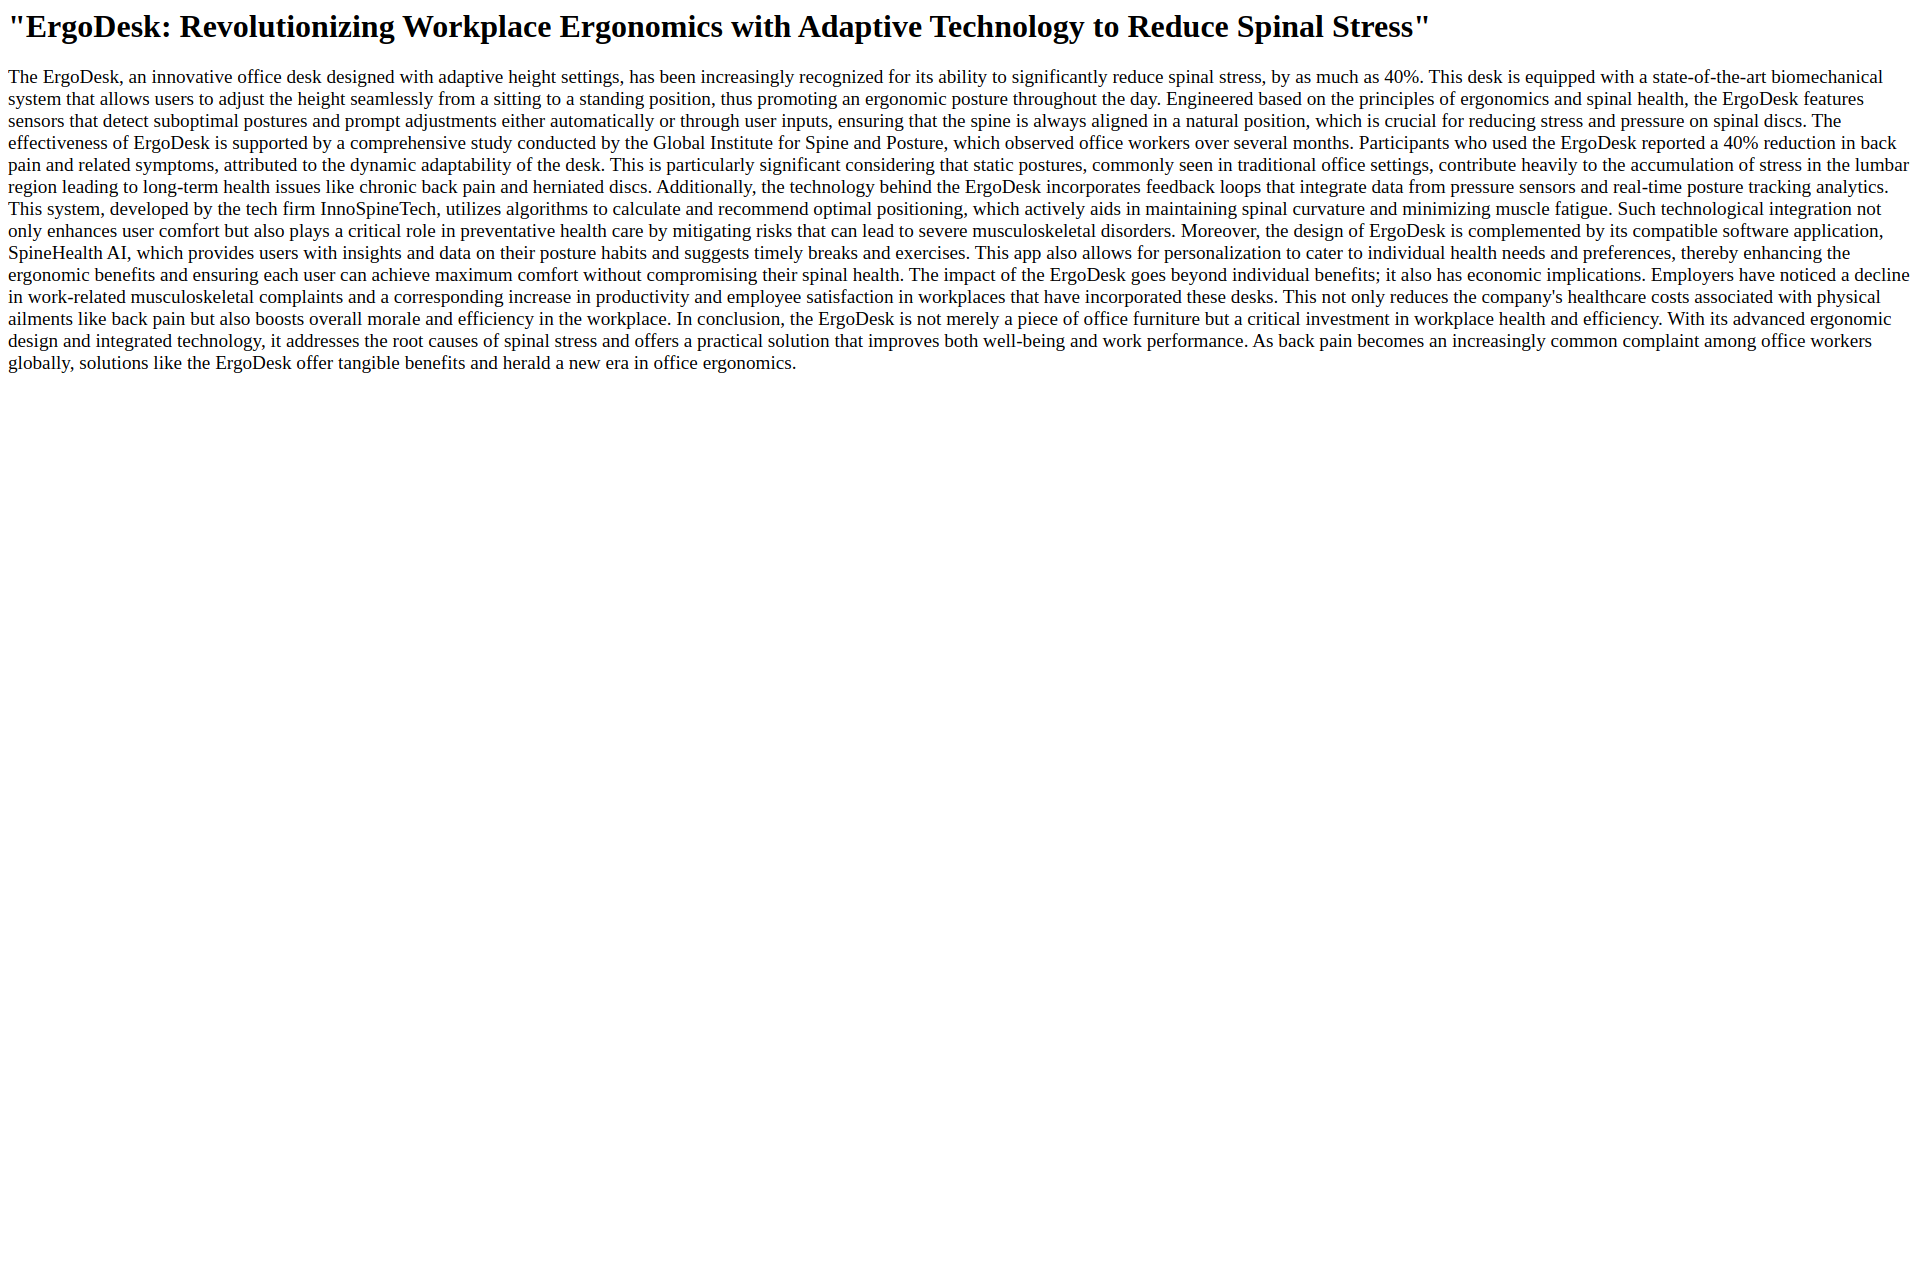 "ErgoDesk: Revolutionizing Workplace Ergonomics with Adaptive Technology to Reduce Spinal Stress"
The ErgoDesk, an innovative office desk designed with adaptive height settings, has been increasingly recognized for its ability to significantly reduce spinal stress, by as much as 40%. This desk is equipped with a state-of-the-art biomechanical
system that allows users to adjust the height seamlessly from a sitting to a standing position, thus promoting an ergonomic posture throughout the day. Engineered based on the principles of ergonomics and spinal health, the ErgoDesk features
sensors that detect suboptimal postures and prompt adjustments either automatically or through user inputs, ensuring that the spine is always aligned in a natural position, which is crucial for reducing stress and pressure on spinal discs. The
effectiveness of ErgoDesk is supported by a comprehensive study conducted by the Global Institute for Spine and Posture, which observed office workers over several months. Participants who used the ErgoDesk reported a 40% reduction in back
pain and related symptoms, attributed to the dynamic adaptability of the desk. This is particularly significant considering that static postures, commonly seen in traditional office settings, contribute heavily to the accumulation of stress in the lumbar
region leading to long-term health issues like chronic back pain and herniated discs. Additionally, the technology behind the ErgoDesk incorporates feedback loops that integrate data from pressure sensors and real-time posture tracking analytics.
This system, developed by the tech firm InnoSpineTech, utilizes algorithms to calculate and recommend optimal positioning, which actively aids in maintaining spinal curvature and minimizing muscle fatigue. Such technological integration not
only enhances user comfort but also plays a critical role in preventative health care by mitigating risks that can lead to severe musculoskeletal disorders. Moreover, the design of ErgoDesk is complemented by its compatible software application,
SpineHealth AI, which provides users with insights and data on their posture habits and suggests timely breaks and exercises. This app also allows for personalization to cater to individual health needs and preferences, thereby enhancing the
ergonomic benefits and ensuring each user can achieve maximum comfort without compromising their spinal health. The impact of the ErgoDesk goes beyond individual benefits; it also has economic implications. Employers have noticed a decline
in work-related musculoskeletal complaints and a corresponding increase in productivity and employee satisfaction in workplaces that have incorporated these desks. This not only reduces the company's healthcare costs associated with physical
ailments like back pain but also boosts overall morale and efficiency in the workplace. In conclusion, the ErgoDesk is not merely a piece of office furniture but a critical investment in workplace health and efficiency. With its advanced ergonomic
design and integrated technology, it addresses the root causes of spinal stress and offers a practical solution that improves both well-being and work performance. As back pain becomes an increasingly common complaint among office workers
globally, solutions like the ErgoDesk offer tangible benefits and herald a new era in office ergonomics.